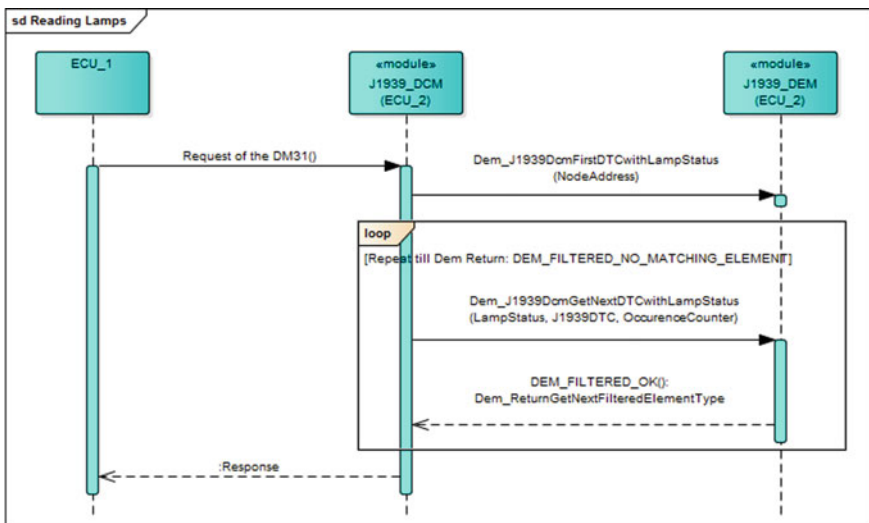 sd Reading Lamps
ECU_1
«module»
J1939_DCM
(ECU_2)
«module»
J1939_DEM
(ECU_2)
Request of the DM31()
Dem_J1939DcmFirstDTCwithLampStatus
(NodeAddress)
loop
[Repeat till Dem Return: DEM_FILTERED_NO_MATCHING_ELEMENT]
Dem_J1939DcmGetNextDTCwithLampStatus
(LampStatus, J1939DTC, OccurenceCounter)
DEM_FILTERED_OK():
Dem_ReturnGetNextFilteredElementType
:Response